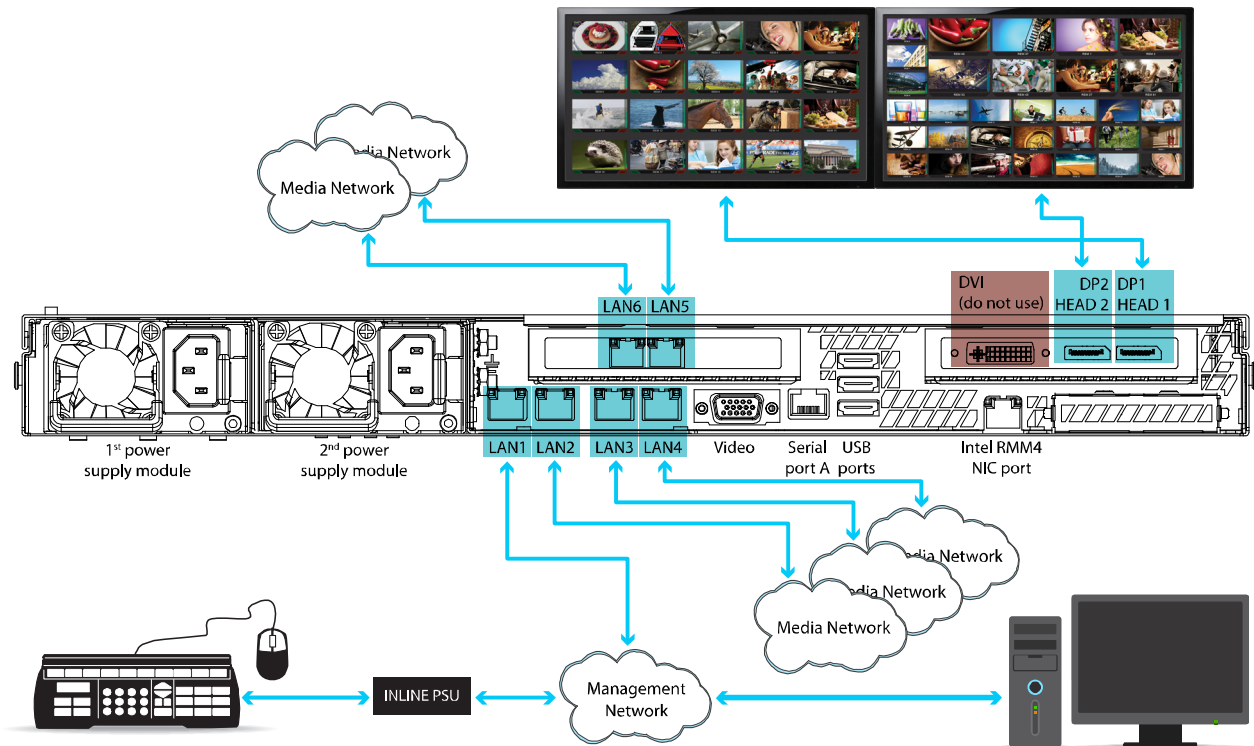 Media Network
Media Network
LAN6
LAN5
DVI
(do not use)
DP2
HEAD 2
DP1
HEAD 1
1st power
supply module
2nd power
supply module
LAN1
LAN2
LAN3
LAN4
Video
Serial
port A
USB
ports
Intel RMM4
NIC port
Media Network
Media Network
Media Network
INLINE PSU
Management
Network